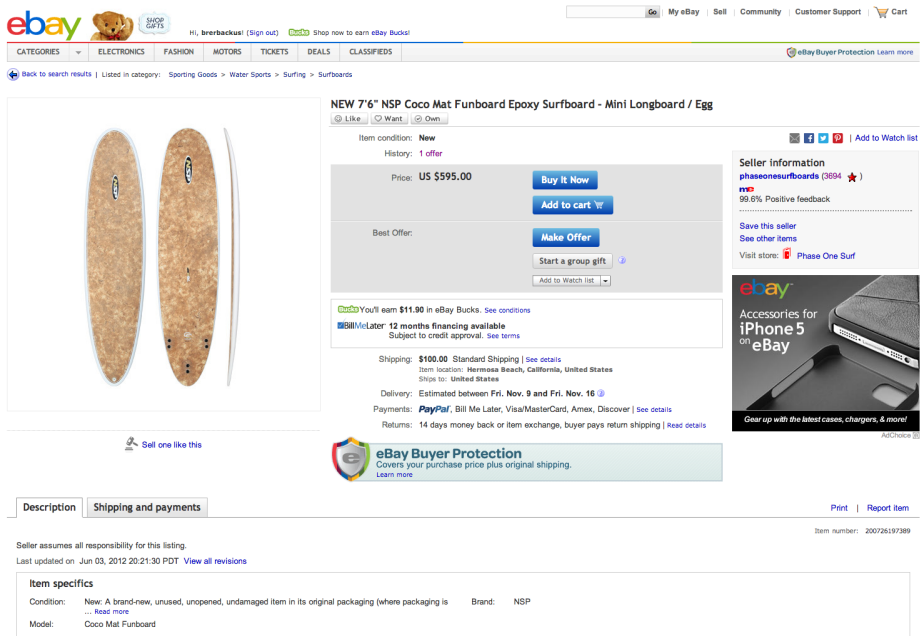 ebay
SHOP
GIFTS
Hi, brerbackus! (Sign out) Bucks Shop now to earn eBay Bucks!
Go My eBay | Sell | Community | Customer Support | Cart
CATEGORIES ELECTRONICS FASHION MOTORS TICKETS DEALS CLASSIFIEDS
eBay Buyer Protection Learn more
Back to search results | Listed in category: Sporting Goods > Water Sports > Surfing > Surfboards
NEW 7'6" NSP Coco Mat Funboard Epoxy Surfboard - Mini Longboard / Egg
Like Want Own
Item condition: New
| Add to Watch list
History: 1 offer
Price: US $595.00
Buy It Now
Add to cart
Best Offer:
Make Offer
Start a group gift
Add to Watch list
Seller information
phaseonesurfboards (3694 )
me
99.6% Positive feedback
Save this seller
See other items
Visit store: Phase One Surf
Bucks You'll earn $11.90 in eBay Bucks. See conditions
BillMeLater 12 months financing available
Subject to credit approval. See terms
Shipping: $100.00 Standard Shipping | See details
Item location: Hermosa Beach, California, United States
Ships to: United States
Delivery: Estimated between Fri. Nov. 9 and Fri. Nov. 16
Payments: PayPal, Bill Me Later, Visa/MasterCard, Amex, Discover | See details
Returns: 14 days money back or item exchange, buyer pays return shipping | Read details
ebay
Accessories for
iPhone 5
on eBay
Gear up with the latest cases, chargers, & more!
AdChoice
Sell one like this
e
eBay Buyer Protection
Covers your purchase price plus original shipping.
Learn more
Description Shipping and payments
Print | Report item
Item number: 200726197389
Seller assumes all responsibility for this listing.
Last updated on Jun 03, 2012 20:21:30 PDT View all revisions
Item specifics
Condition: New: A brand-new, unused, unopened, undamaged item in its original packaging (where packaging is
... Read more
Brand: NSP
Model: Coco Mat Funboard